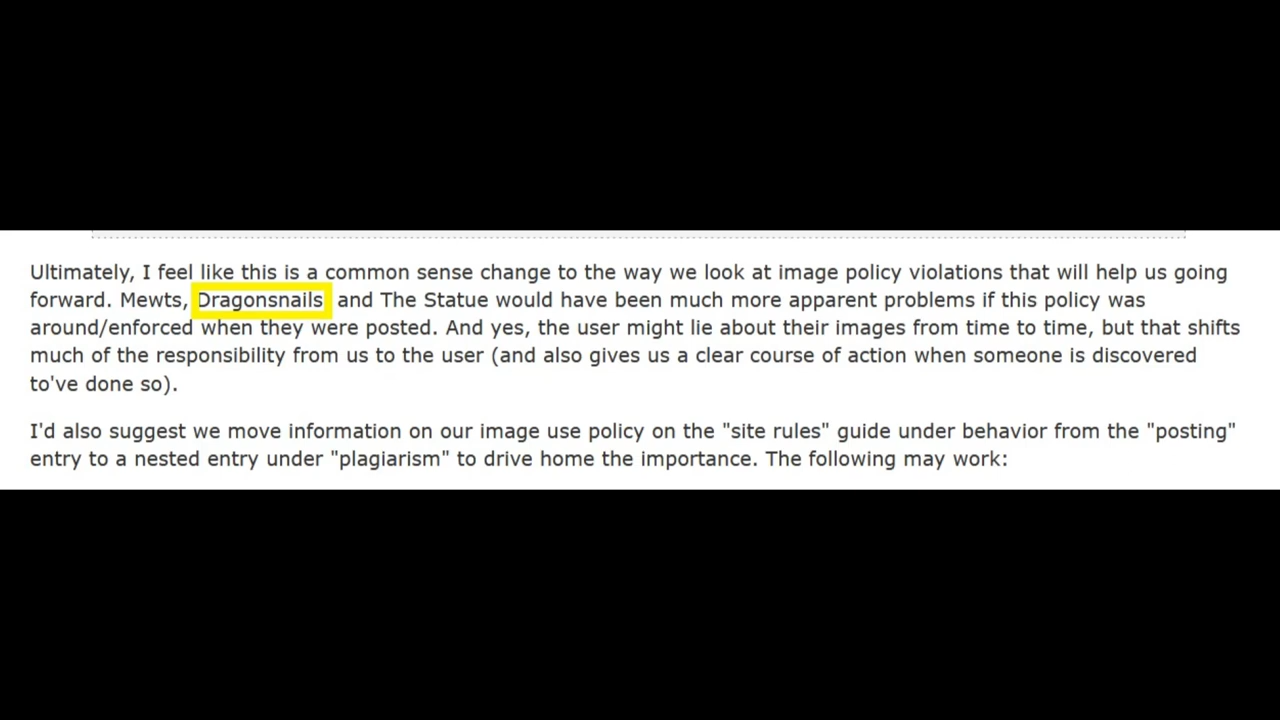 Ultimately, I feel like this is a common sense change to the way we look at image policy violations that will help us going
forward. Mewts, Dragonsnails and The Statue would have been much more apparent problems if this policy was
around/enforced when they were posted. And yes, the user might lie about their images from time to time, but that shifts
much of the responsibility from us to the user (and also gives us a clear course of action when someone is discovered
to've done so).
I'd also suggest we move information on our image use policy on the "site rules" guide under behavior from the "posting"
entry to a nested entry under "plagiarism" to drive home the importance. The following may work: